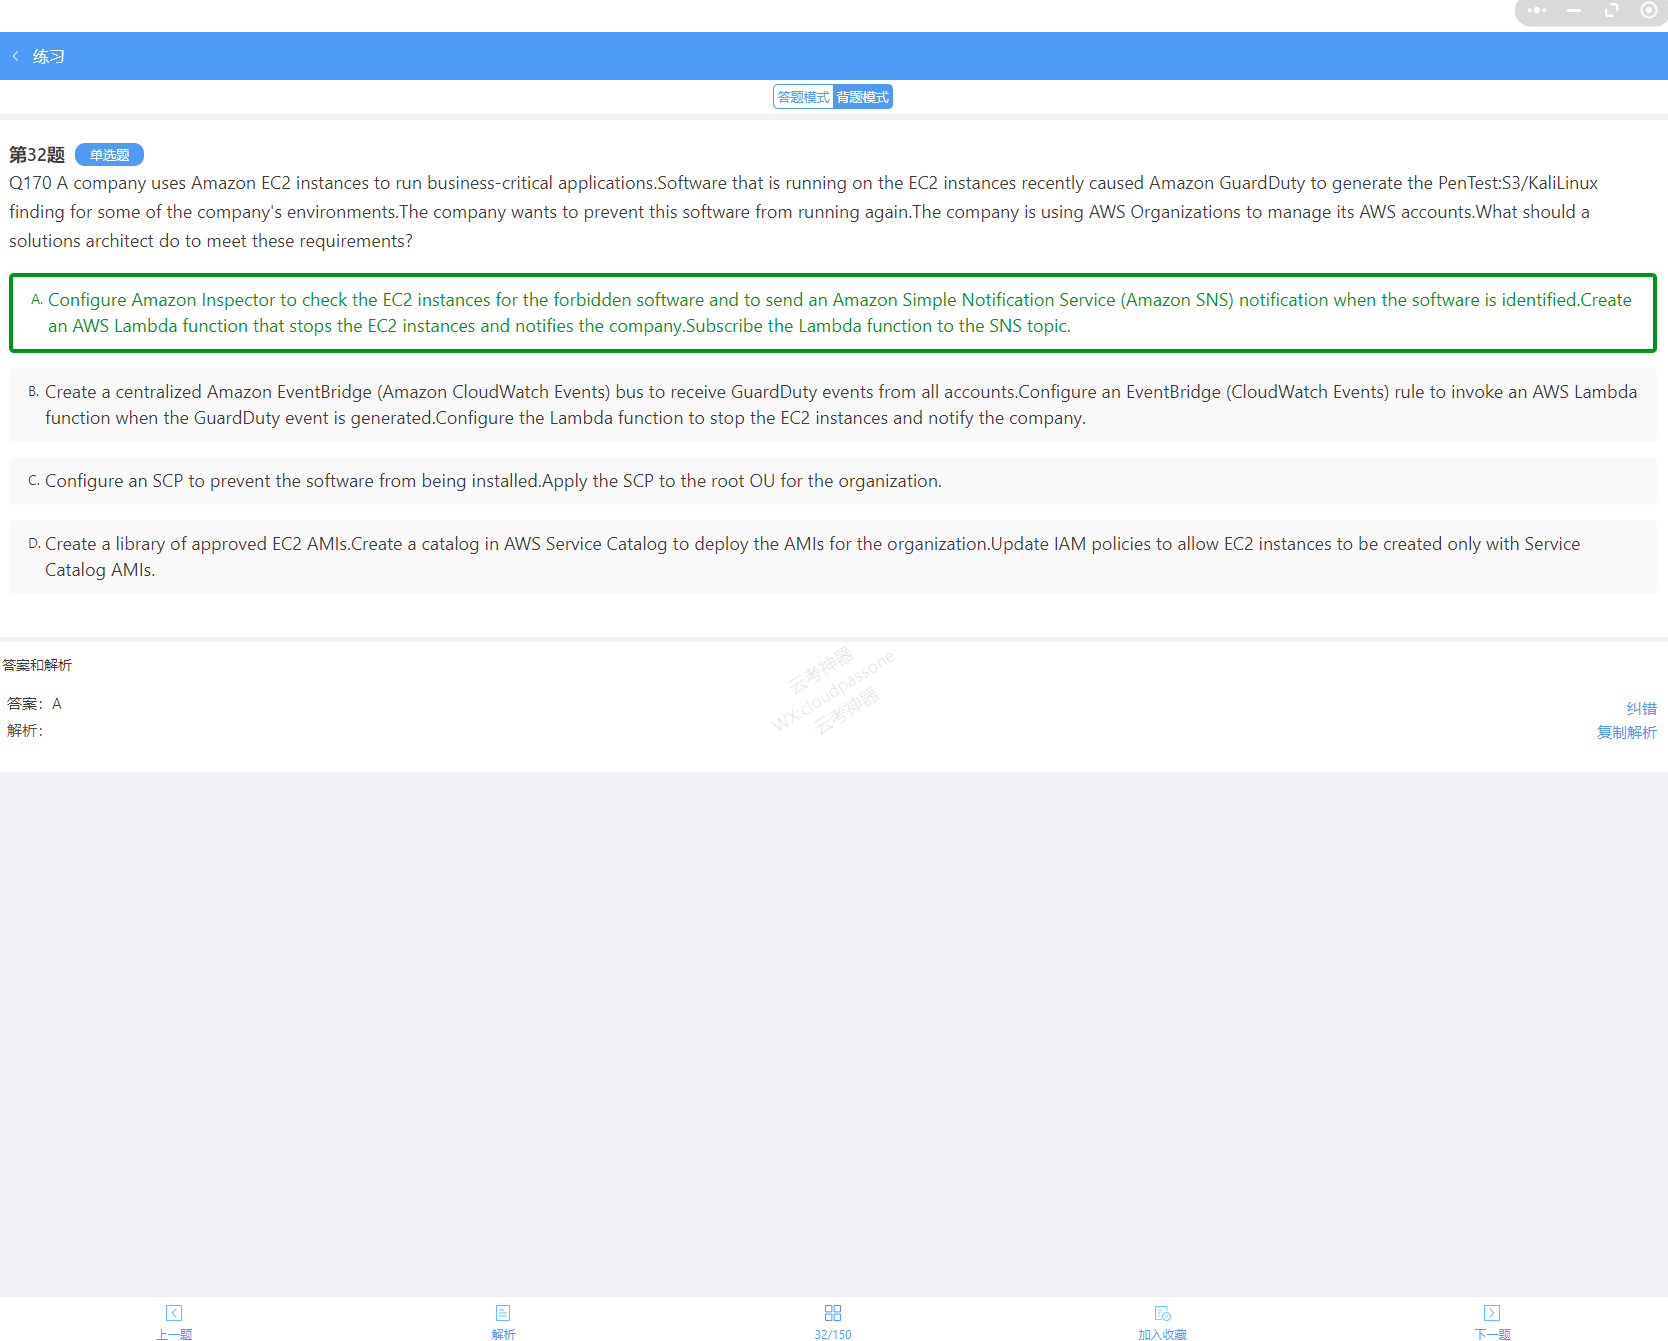 练习
答题模式 背题模式
第32题 单选题
Q170 A company uses Amazon EC2 instances to run business-critical applications.Software that is running on the EC2 instances recently caused Amazon GuardDuty to generate the PenTest:S3/KaliLinux
finding for some of the company's environments.The company wants to prevent this software from running again.The company is using AWS Organizations to manage its AWS accounts.What should a
solutions architect do to meet these requirements?
A. Configure Amazon Inspector to check the EC2 instances for the forbidden software and to send an Amazon Simple Notification Service (Amazon SNS) notification when the software is identified.Create
an AWS Lambda function that stops the EC2 instances and notifies the company.Subscribe the Lambda function to the SNS topic.
B. Create a centralized Amazon EventBridge (Amazon CloudWatch Events) bus to receive GuardDuty events from all accounts.Configure an EventBridge (CloudWatch Events) rule to invoke an AWS Lambda
function when the GuardDuty event is generated.Configure the Lambda function to stop the EC2 instances and notify the company.
C. Configure an SCP to prevent the software from being installed.Apply the SCP to the root OU for the organization.
D. Create a library of approved EC2 AMIs.Create a catalog in AWS Service Catalog to deploy the AMIs for the organization.Update IAM policies to allow EC2 instances to be created only with Service
Catalog AMIs.
答案和解析
云考神器
WX:cloudpassone
云考神器
答案：A
纠错
解析：
复制解析
上一题 解析 32/150 加入收藏 下一题